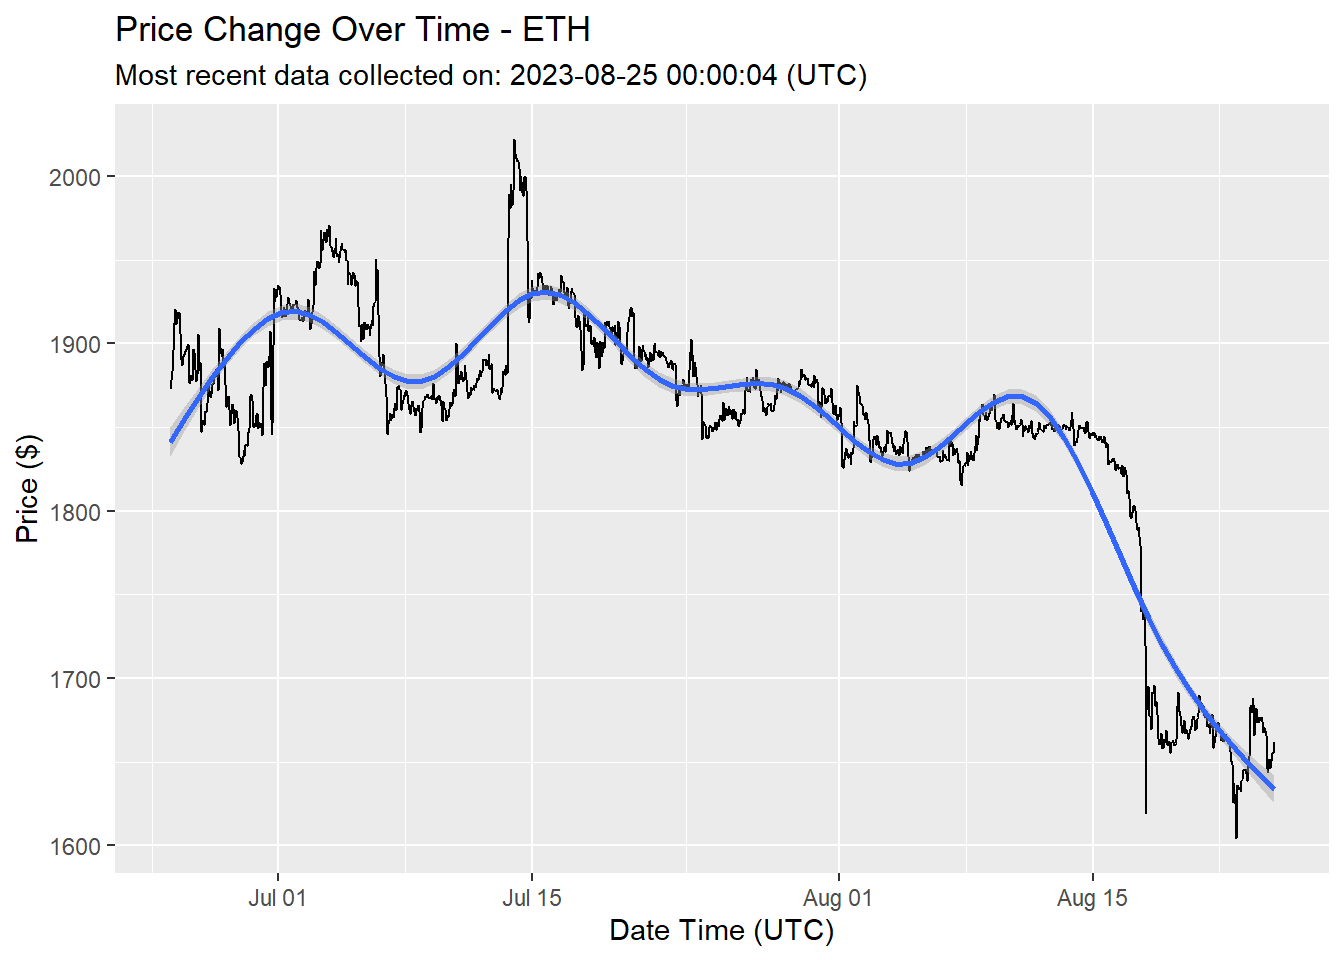 Price Change Over Time - ETH
Most recent data collected on: 2023-08-25 00:00:04 (UTC)
2000
1900
1800
1700
1600
Price ($)
Jul 01
Jul 15
Aug 01
Aug 15
Date Time (UTC)